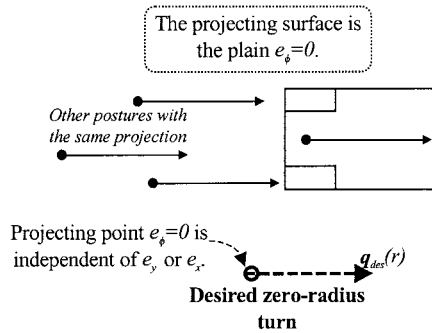 The projecting surface is
the plain e_ϕ=0.
Other postures with
the same projection
Projecting point e_ϕ=0 is
independent of e_y or e_x.
q_des(r)
Desired zero-radius
turn